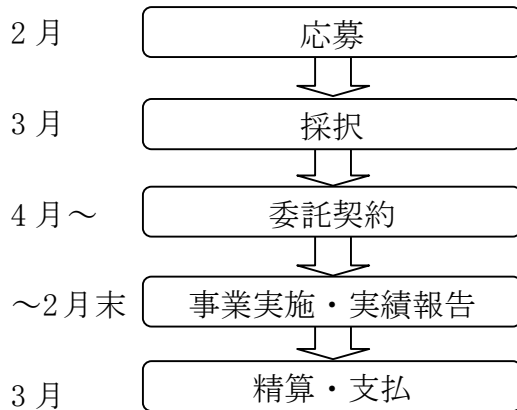 2月 応募
3月 採択
4月～ 委託契約
～2月末 事業実施・実績報告
3月 精算・支払